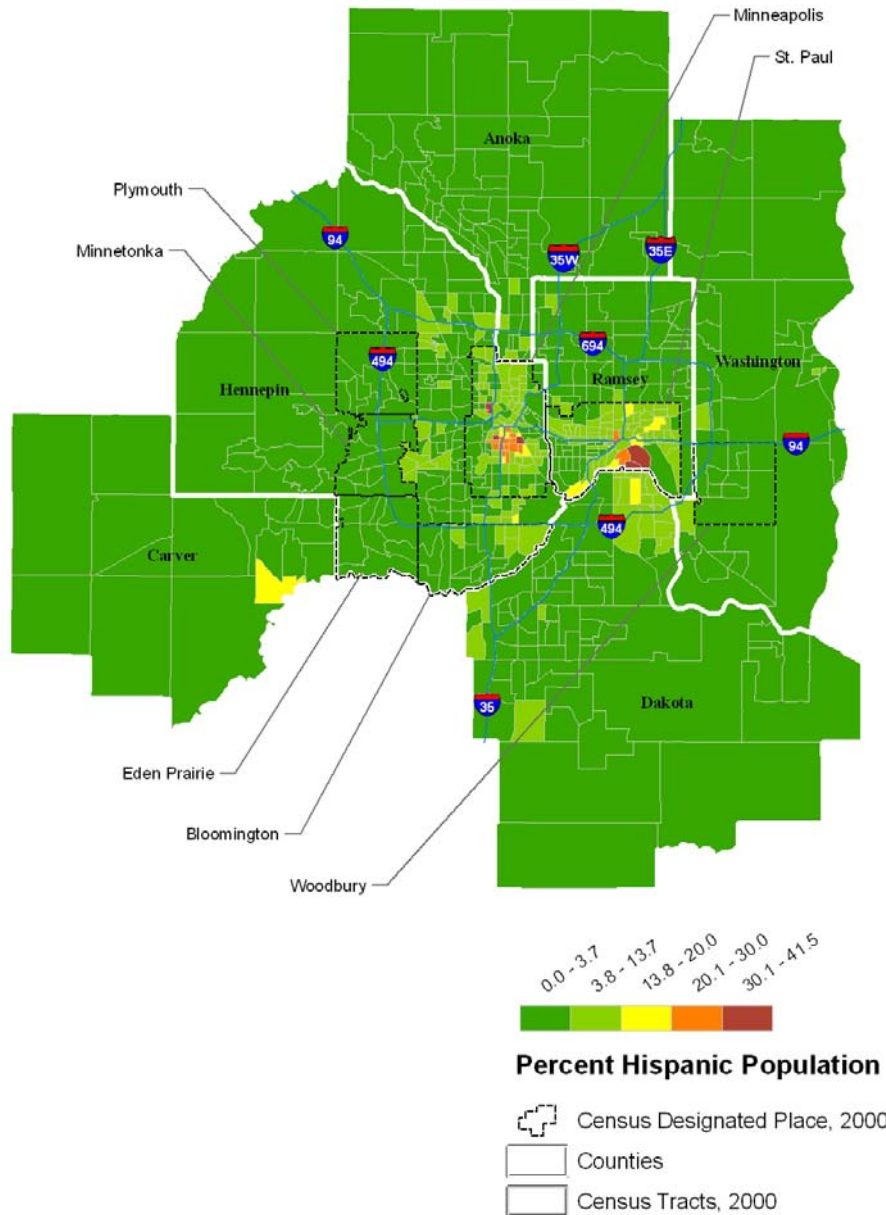 Minneapolis
St. Paul
Anoka
Plymouth
Minnetonka
94
35W
35E
694
494
Washington
Hennepin
Ramsey
94
494
Carver
35
Dakota
Eden Prairie
Bloomington
Woodbury
0.0 - 3.7
3.8 - 13.7
13.8 - 20.0
20.1 - 30.0
30.1 - 41.5
Percent Hispanic Population
Census Designated Place, 2000
Counties
Census Tracts, 2000